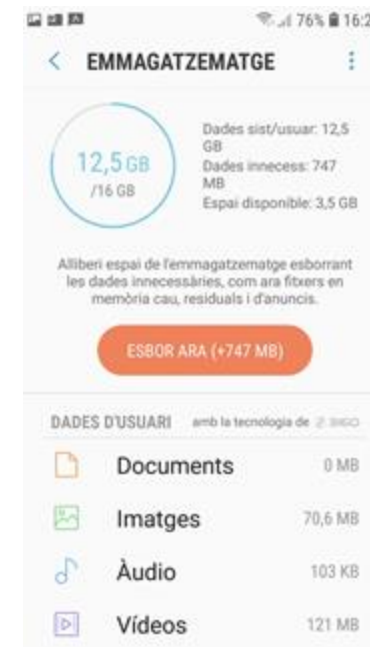 76% 16:2
EMMAGATZEMATGE
12,5 GB
/16 GB
Dades sist/usuar: 12,5
GB
Dades innecess: 747
MB
Espai disponible: 3,5 GB
Alliberi espai de l'emmagatzematge esborrant
les dades innecessàries, com ara fitxers en
memòria cau, residuals i d'anuncis.
ESBOR ARA (+747 MB)
DADES D'USUARI amb la tecnologia de
Documents 0 MB
Imatges 70,6 MB
Àudio 103 KB
Vídeos 121 MB